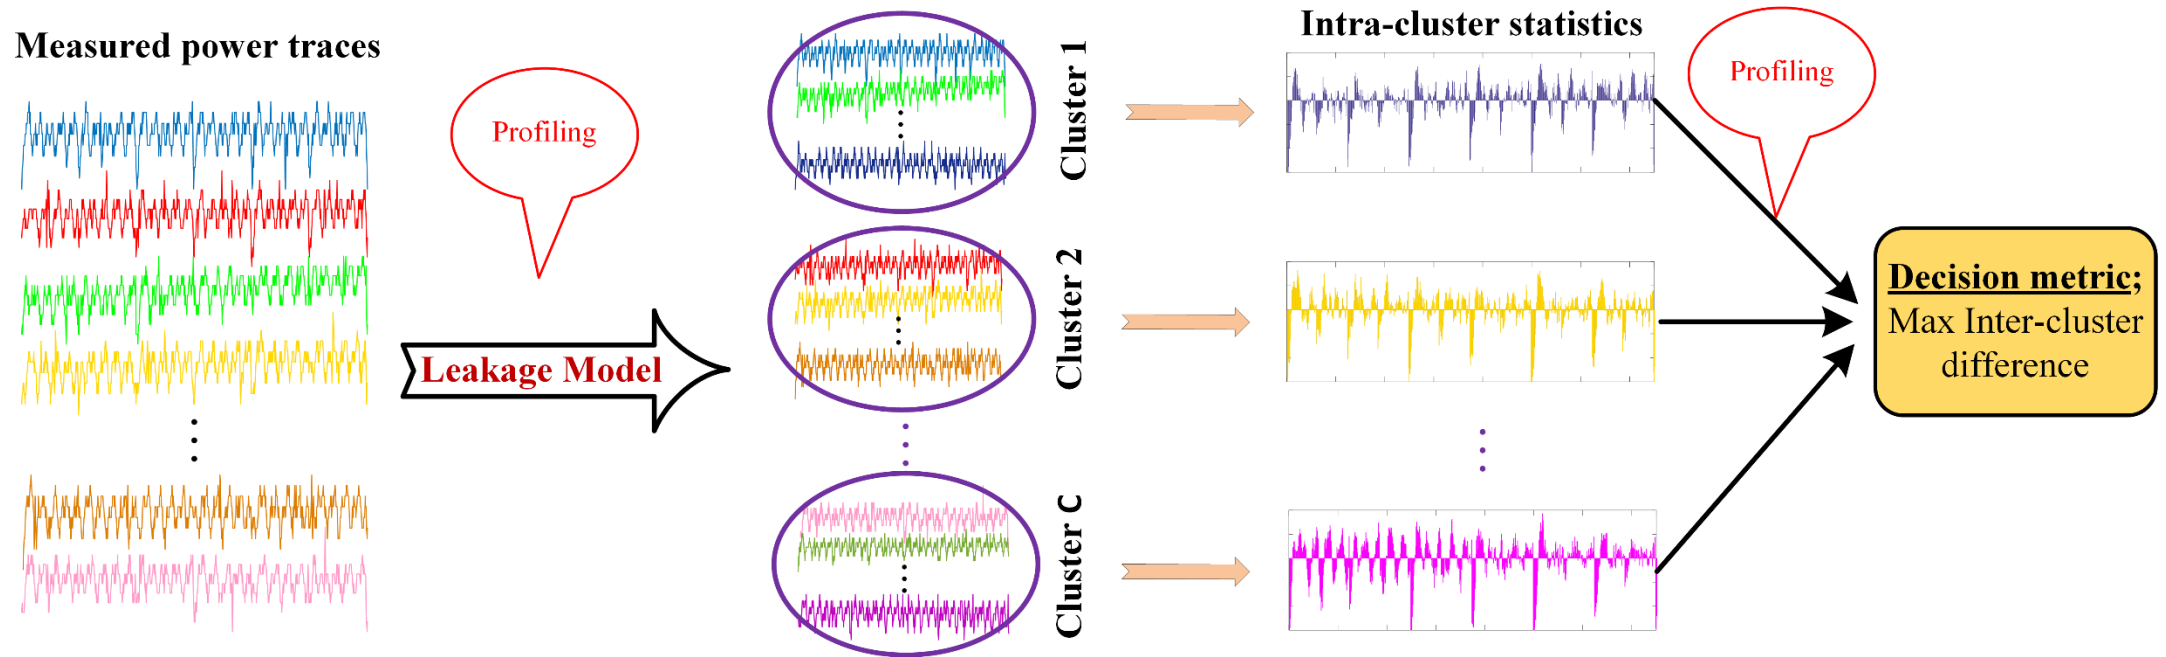 Measured power traces
Profiling
Leakage Model
Cluster 1
Cluster 2
Cluster C
Intra-cluster statistics
Profiling
Decision metric;
Max Inter-cluster
difference